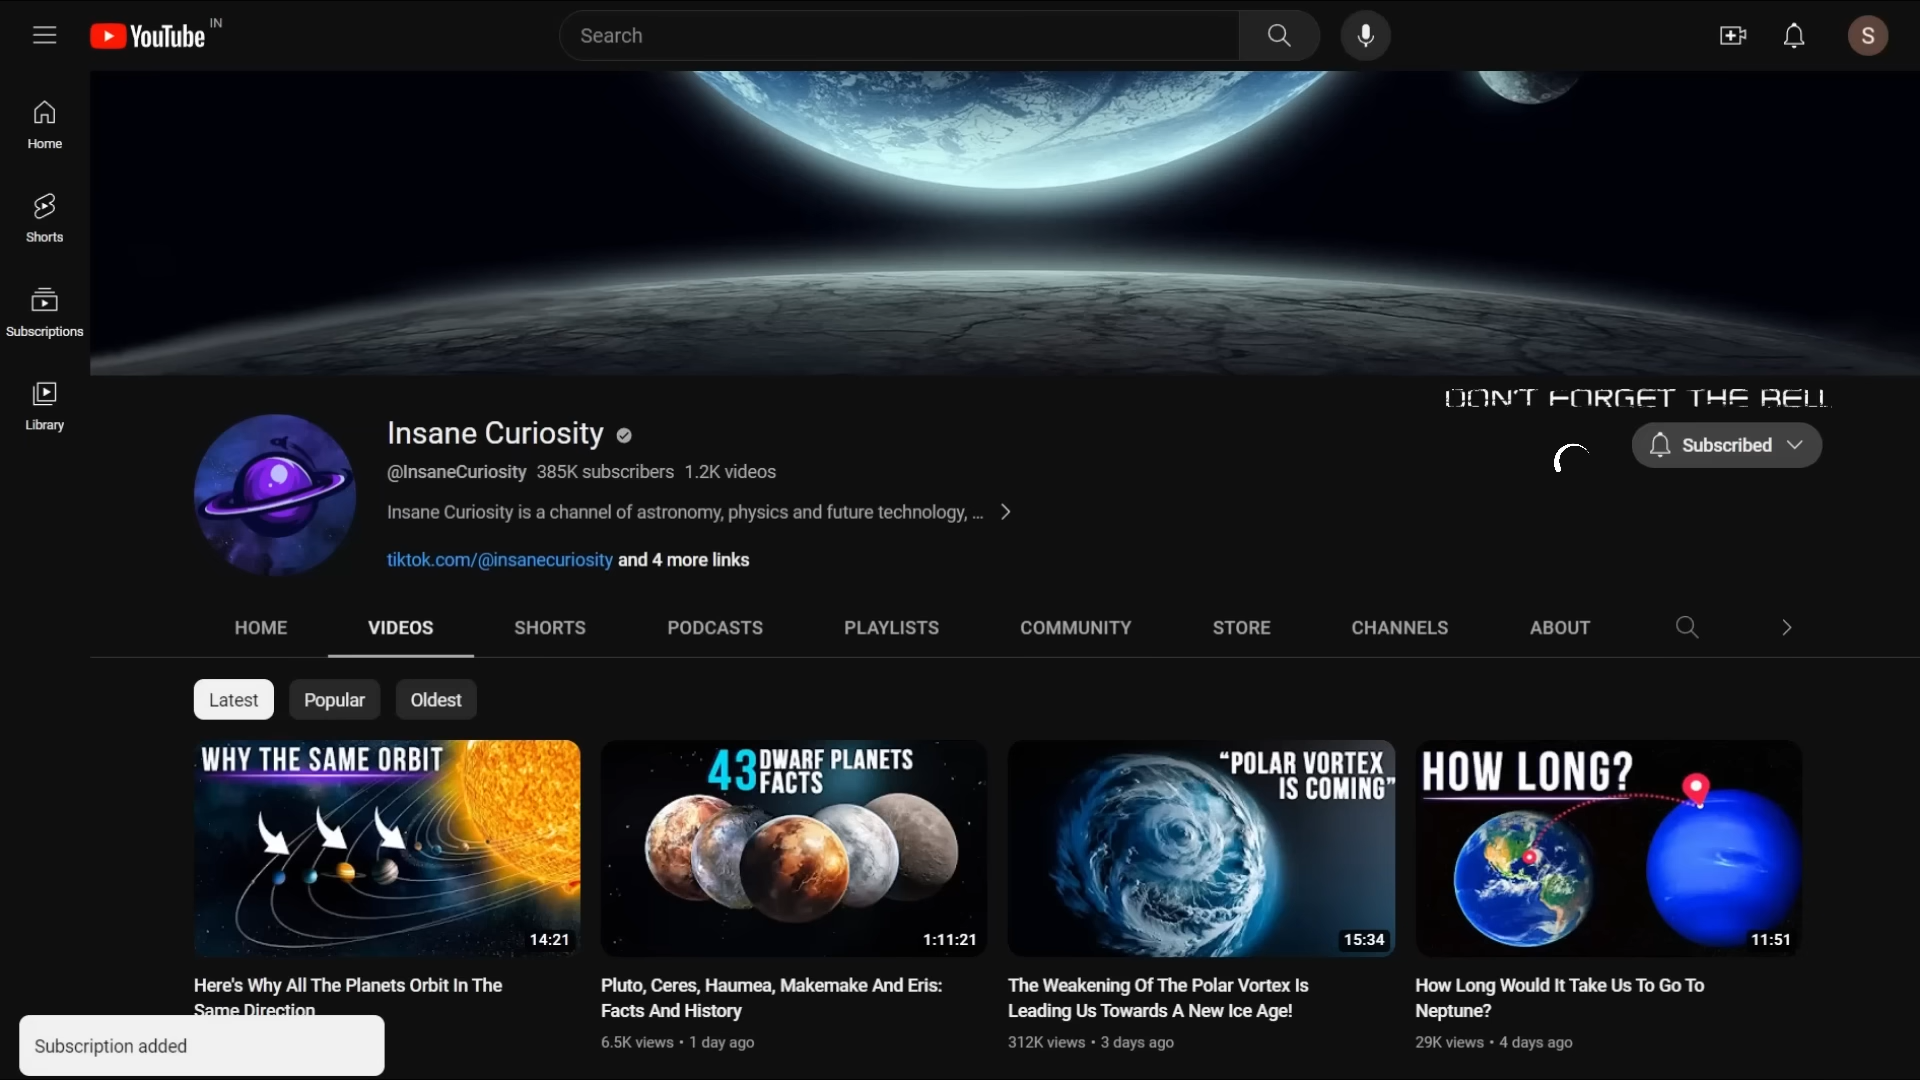 YouTube IN
Search
S
Home
Shorts
Subscriptions
Library
DON'T FORGET THE BELL
Insane Curiosity
@InsaneCuriosity 385K subscribers 1.2K videos
Insane Curiosity is a channel of astronomy, physics and future technology, ...
tiktok.com/@insanecuriosity and 4 more links
Subscribed
HOME VIDEOS SHORTS PODCASTS PLAYLISTS COMMUNITY STORE CHANNELS ABOUT
Latest Popular Oldest
WHY THE SAME ORBIT
14:21
Here's Why All The Planets Orbit In The
Same Direction
43 DWARF PLANETS
FACTS
1:11:21
Pluto, Ceres, Haumea, Makemake And Eris:
Facts And History
6.5K views • 1 day ago
“POLAR VORTEX
IS COMING”
15:34
The Weakening Of The Polar Vortex Is
Leading Us Towards A New Ice Age!
312K views • 3 days ago
HOW LONG?
11:51
How Long Would It Take Us To Go To
Neptune?
29K views • 4 days ago
Subscription added